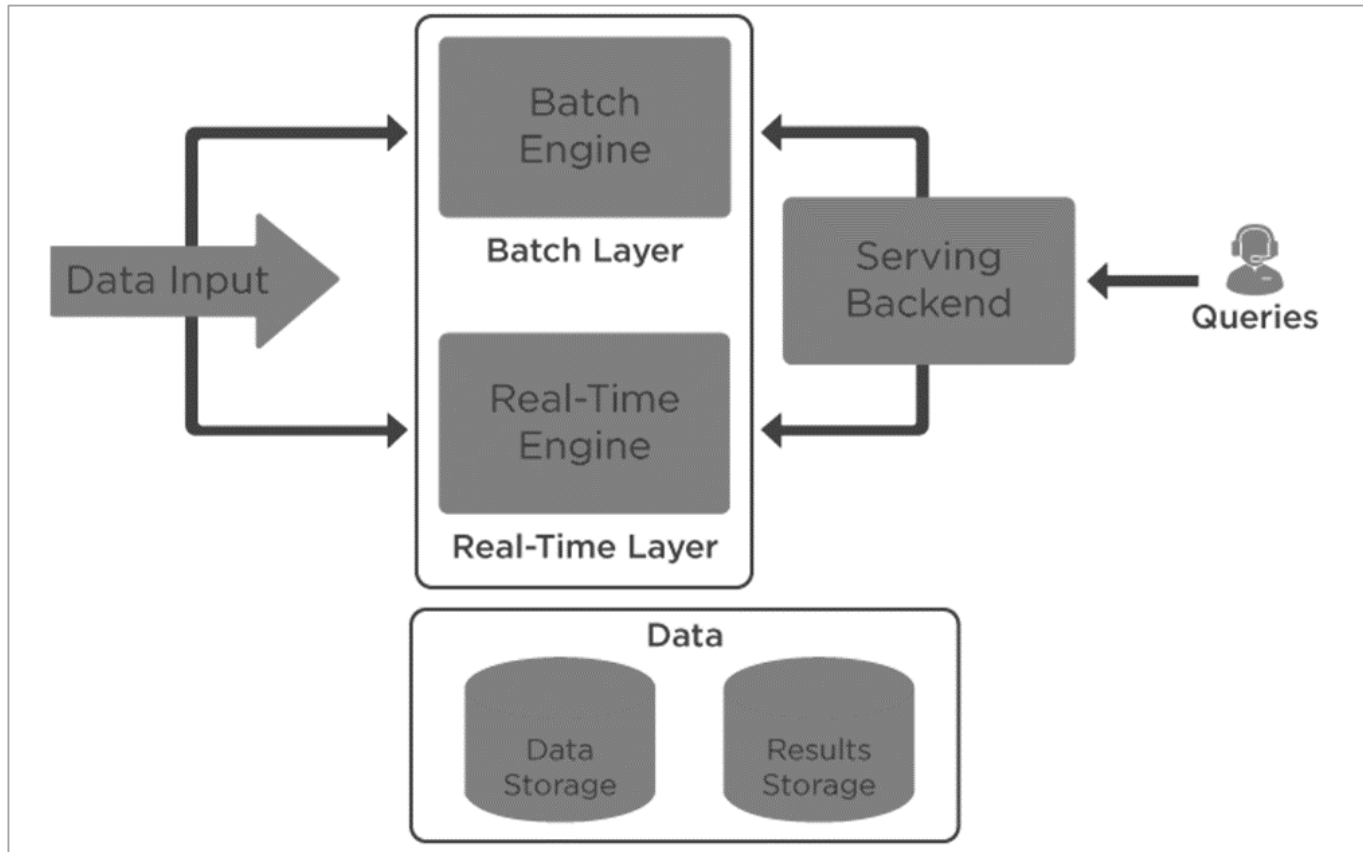 Batch
Engine
Batch Layer
Data Input
Serving
Backend
Queries
Real-Time
Engine
Real-Time Layer
Data
Data
Storage
Results
Storage